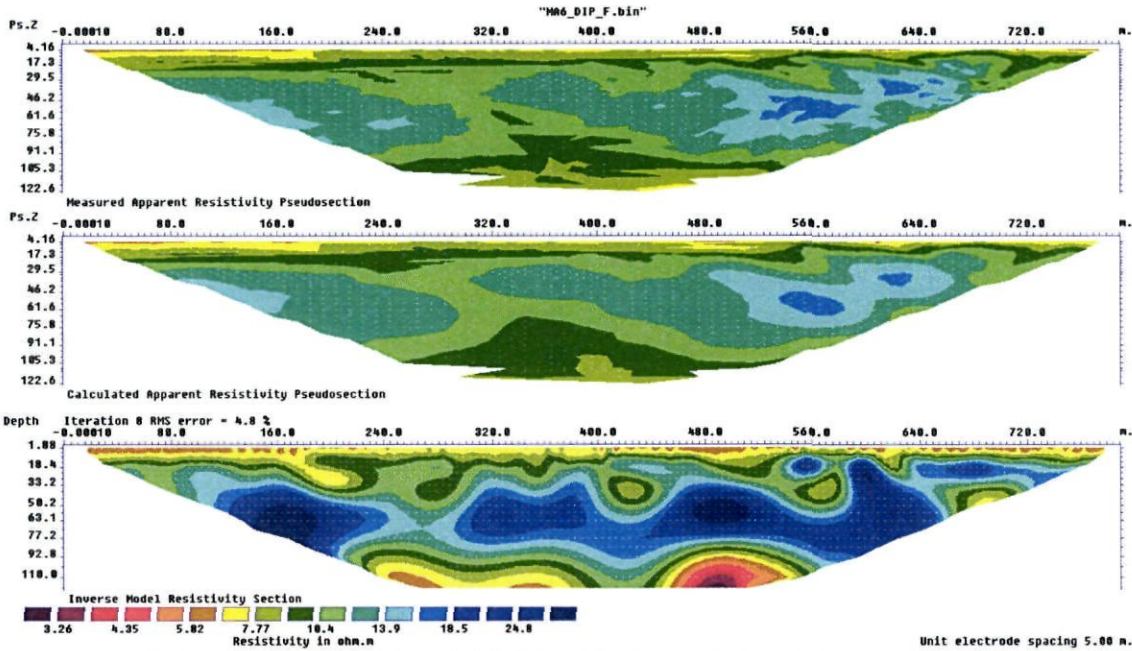 "MA6_DIP_F.bin"
Ps.Z -0.00010 80.0 160.0 240.0 320.0 400.0 480.0 560.0 640.0 720.0 m.
4.16
17.3
29.5
46.2
61.6
75.8
91.1
105.3
122.6
Measured Apparent Resistivity Pseudosection
Ps.Z -0.00010 80.0 160.0 240.0 320.0 400.0 480.0 560.0 640.0 720.0 m.
4.16
17.3
29.5
46.2
61.6
75.8
91.1
105.3
122.6
Calculated Apparent Resistivity Pseudosection
Depth Iteration 8 RMS error = 4.8 %
-0.00010 80.0 160.0 240.0 320.0 400.0 480.0 560.0 640.0 720.0 m.
1.88
18.4
33.2
50.2
63.1
77.2
92.8
110.0
Inverse Model Resistivity Section
3.26 4.35 5.82 7.77 10.4 13.9 18.5 24.8
Resistivity in ohm.m
Unit electrode spacing 5.00 m.